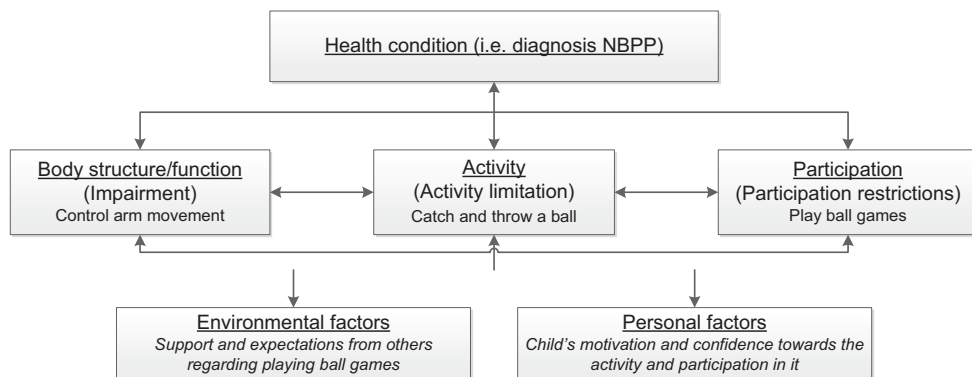 Health condition (i.e. diagnosis NBPP)
Body structure/function
(Impairment)
Control arm movement
Activity
(Activity limitation)
Catch and throw a ball
Participation
(Participation restrictions)
Play ball games
Environmental factors
Support and expectations from others
regarding playing ball games
Personal factors
Child's motivation and confidence towards the
activity and participation in it